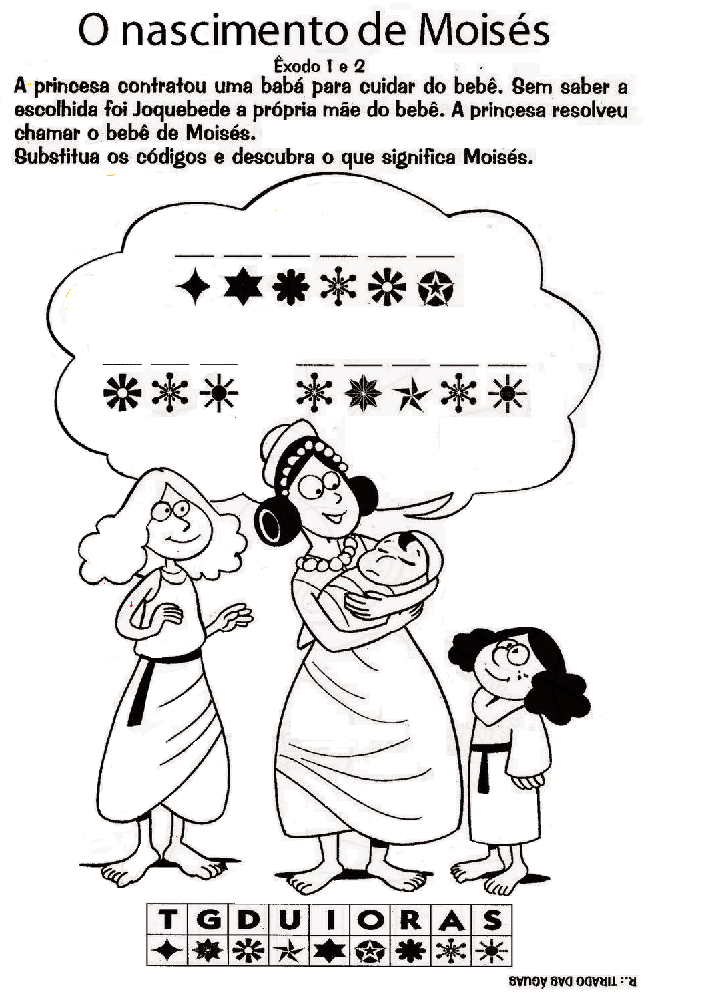 O nascimento de Moisés
Êxodo 1 e 2
A princesa contratou uma babá para cuidar do bebê. Sem saber a
escolhida foi Joquebede a própria mãe do bebê. A princesa resolveu
chamar o bebê de Moisés.
Substitua os códigos e descubra o que significa Moisés.
T G D U I O R A S
R.: TIRADO DAS ÁGUAS